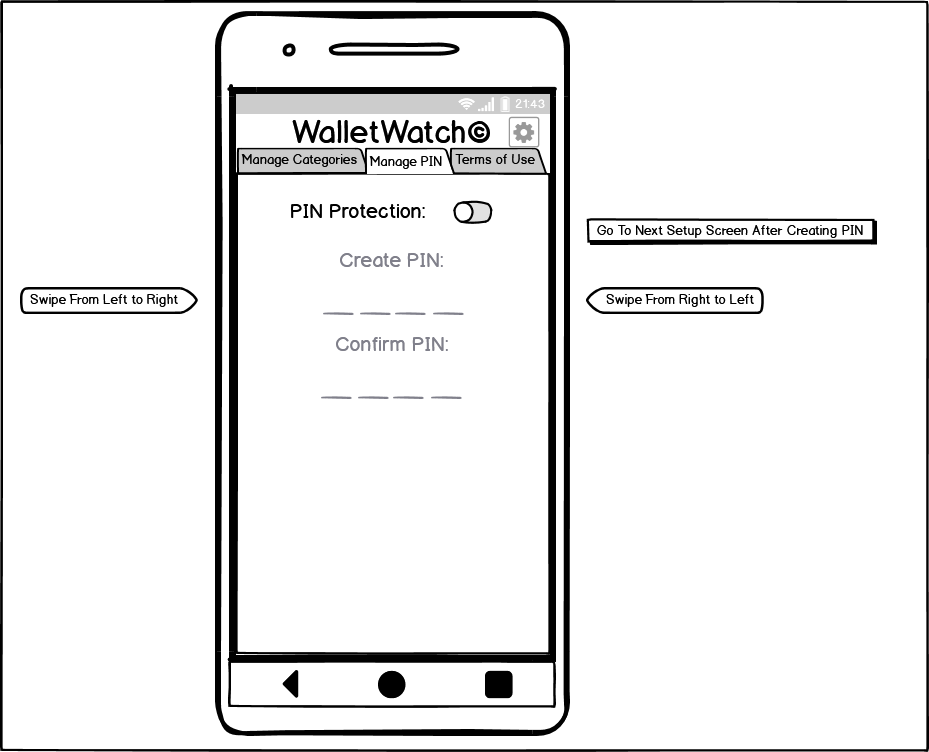 21:43
WalletWatch©
Manage Categories Manage PIN Terms of Use
PIN Protection:
Go To Next Setup Screen After Creating PIN
Create PIN:
Swipe From Left to Right
Swipe From Right to Left
Confirm PIN: